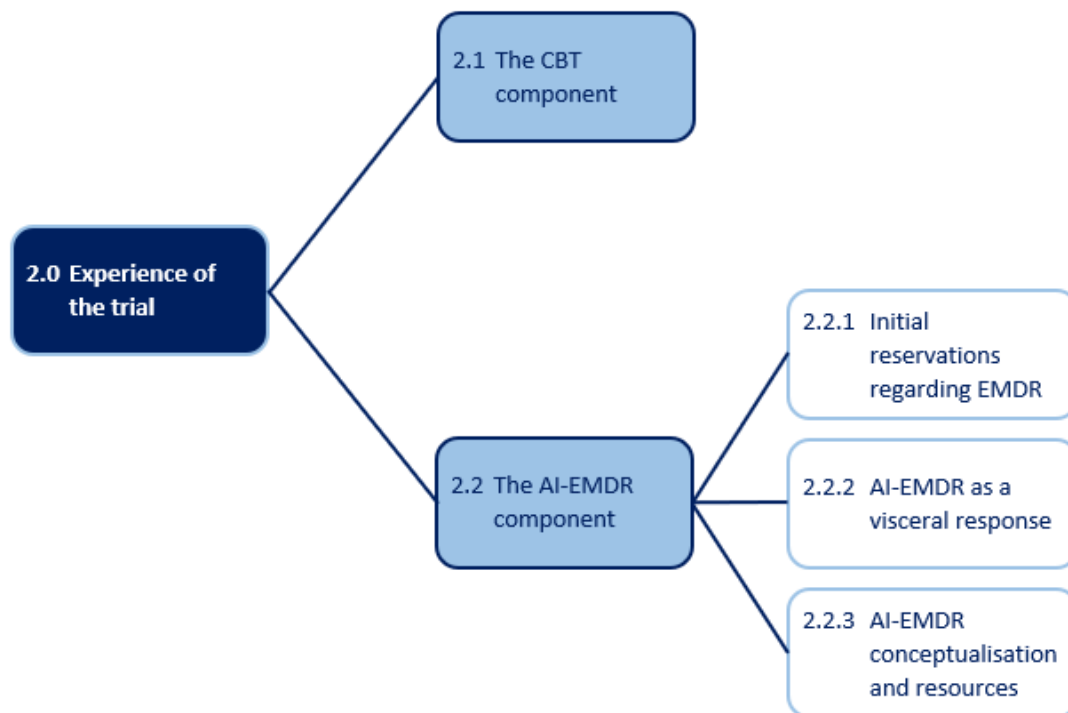 2.1 The CBT
component
2.0 Experience of
the trial
2.2.1 Initial
reservations
regarding EMDR
2.2 The AI-EMDR
component
2.2.2 AI-EMDR as a
visceral response
2.2.3 AI-EMDR
conceptualisation
and resources